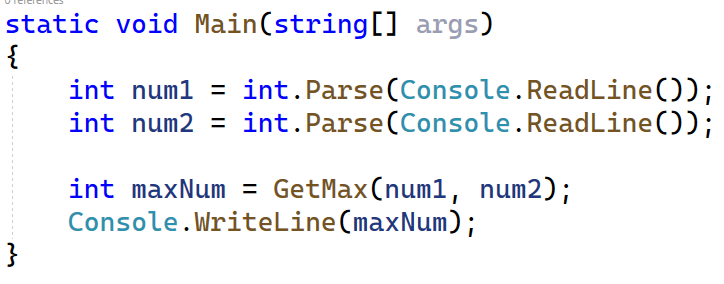 0 references
static void Main(string[] args)
{
    int num1 = int.Parse(Console.ReadLine());
    int num2 = int.Parse(Console.ReadLine());

    int maxNum = GetMax(num1, num2);
    Console.WriteLine(maxNum);
}